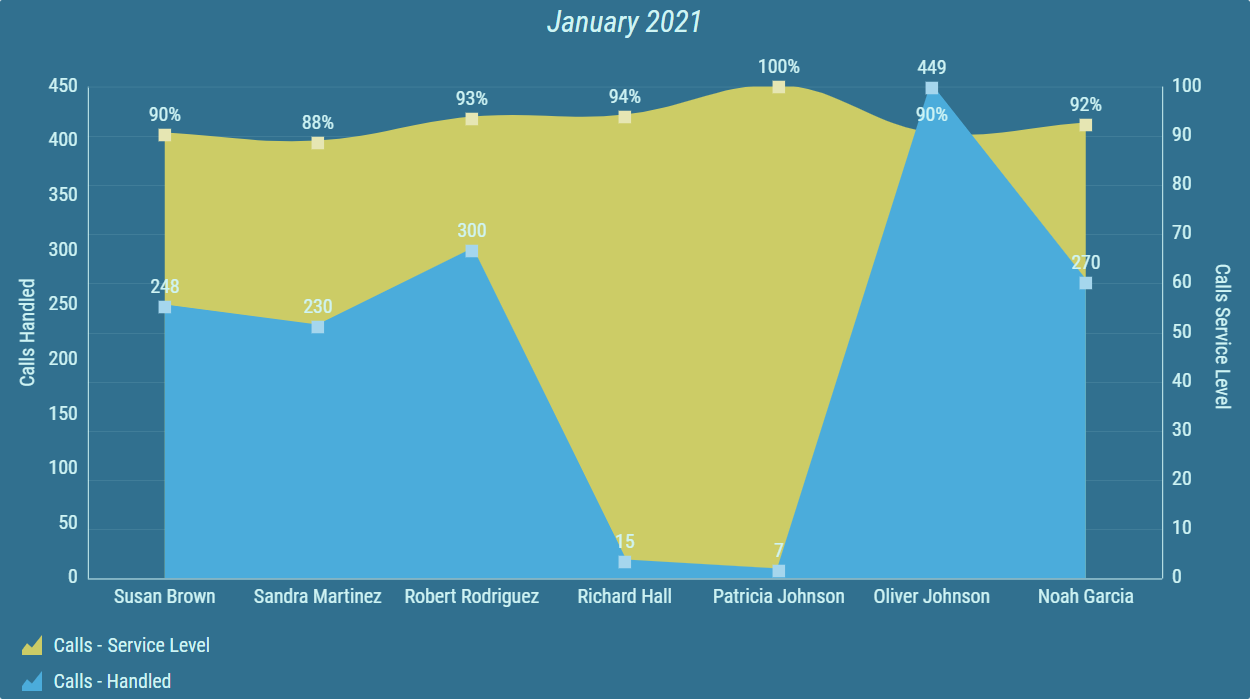 January 2021
Calls Handled
450
400
350
300
250
200
150
100
50
0
90%
88%
93%
94%
100%
449
90%
92%
248
230
300
15
7
270
100
90
80
70
60
50
40
30
20
10
0
Calls Service Level
Susan Brown
Sandra Martinez
Robert Rodriguez
Richard Hall
Patricia Johnson
Oliver Johnson
Noah Garcia
Calls - Service Level
Calls - Handled